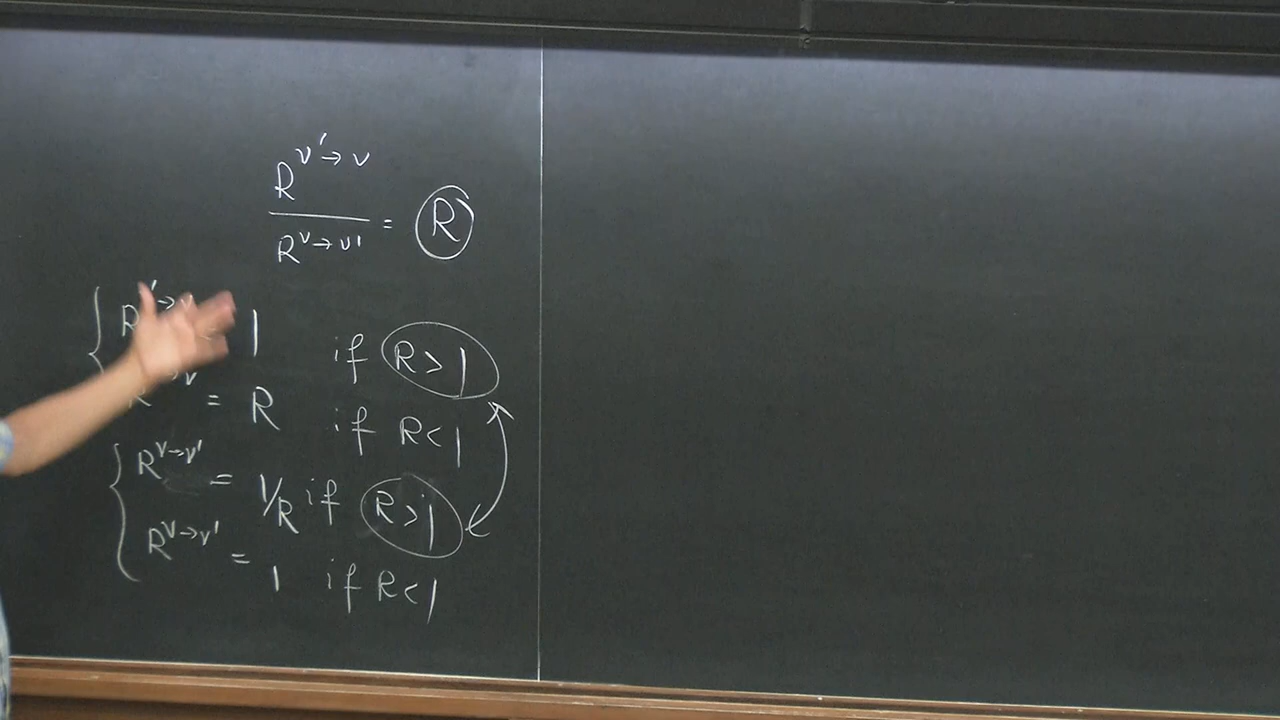 R^{ν'→ν}
/ R^{ν→ν'} = R
R = 1 if R > 1
R = R if R < 1
R^{ν→ν'} = 1/R if R > 1
R^{ν→ν'} = 1 if R < 1